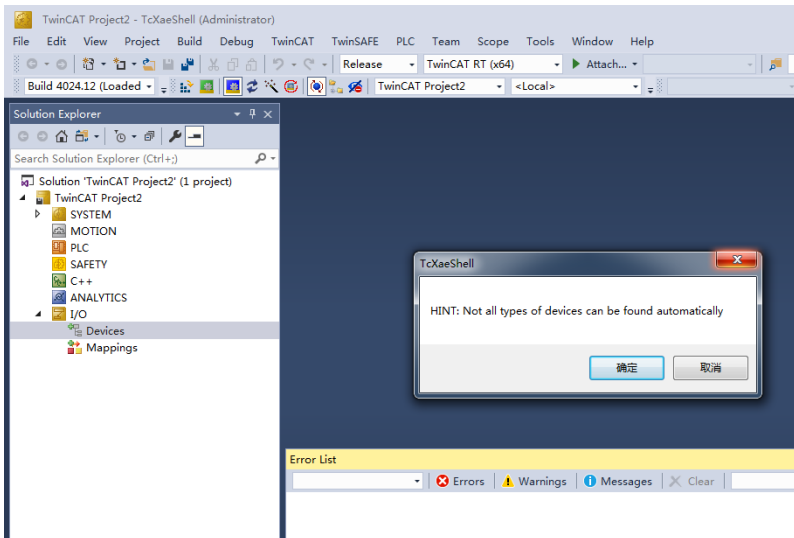 TwinCAT Project2 - TcXaeShell (Administrator)
File Edit View Project Build Debug TwinCAT TwinSAFE PLC Team Scope Tools Window Help
Release TwinCAT RT (x64) Attach...
Build 4024.12 (Loaded TwinCAT Project2 <Local>
Solution Explorer
Search Solution Explorer (Ctrl+;)
Solution 'TwinCAT Project2' (1 project)
TwinCAT Project2
SYSTEM
MOTION
PLC
SAFETY
C++
ANALYTICS
I/O
Devices
Mappings
TcXaeShell
HINT: Not all types of devices can be found automatically
确定 取消
Error List
Errors Warnings Messages Clear